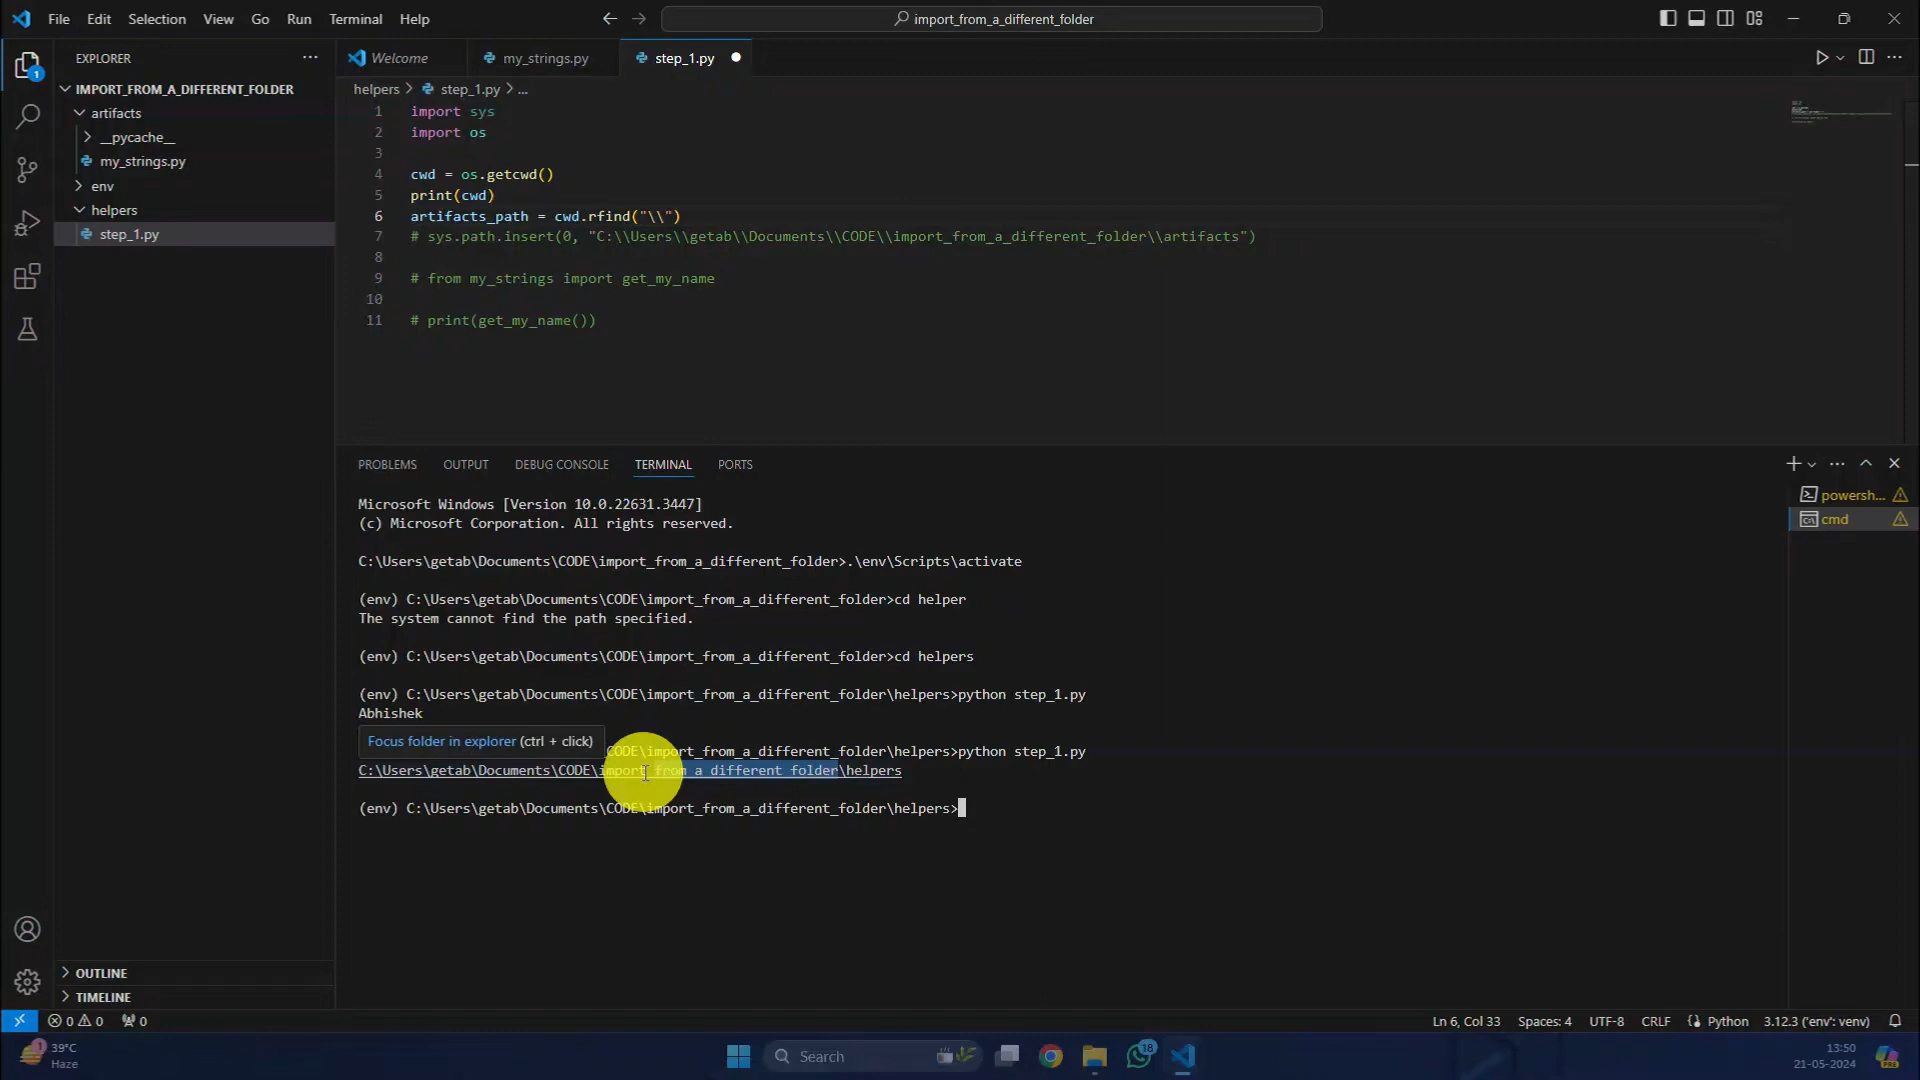 File Edit Selection View Go Run Terminal Help
import_from_a_different_folder
EXPLORER
Welcome
my_strings.py
step_1.py
1
IMPORT_FROM_A_DIFFERENT_FOLDER
artifacts
__pycache__
my_strings.py
env
helpers
step_1.py
helpers > step_1.py > ...
1 import sys
2 import os
3
4 cwd = os.getcwd()
5 print(cwd)
6 artifacts_path = cwd.rfind("\\")
7 # sys.path.insert(0, "C:\\Users\\getab\\Documents\\CODE\\import_from_a_different_folder\\artifacts")
8
9 # from my_strings import get_my_name
10
11 # print(get_my_name())
PROBLEMS OUTPUT DEBUG CONSOLE TERMINAL PORTS
powersh...
cmd
Microsoft Windows [Version 10.0.22631.3447]
(c) Microsoft Corporation. All rights reserved.
C:\Users\getab\Documents\CODE\import_from_a_different_folder>.\env\Scripts\activate
(env) C:\Users\getab\Documents\CODE\import_from_a_different_folder>cd helper
The system cannot find the path specified.
(env) C:\Users\getab\Documents\CODE\import_from_a_different_folder>cd helpers
(env) C:\Users\getab\Documents\CODE\import_from_a_different_folder\helpers>python step_1.py
Abhishek
Focus folder in explorer (ctrl + click)
CODE\import_from_a_different_folder\helpers>python step_1.py
C:\Users\getab\Documents\CODE\import_from_a_different_folder\helpers
(env) C:\Users\getab\Documents\CODE\import_from_a_different_folder\helpers>
OUTLINE
TIMELINE
0 0 0
Ln 6, Col 33 Spaces: 4 UTF-8 CRLF Python 3.12.3 ('env': venv)
1
39°C
Haze
Search
18
13:50
21-05-2024